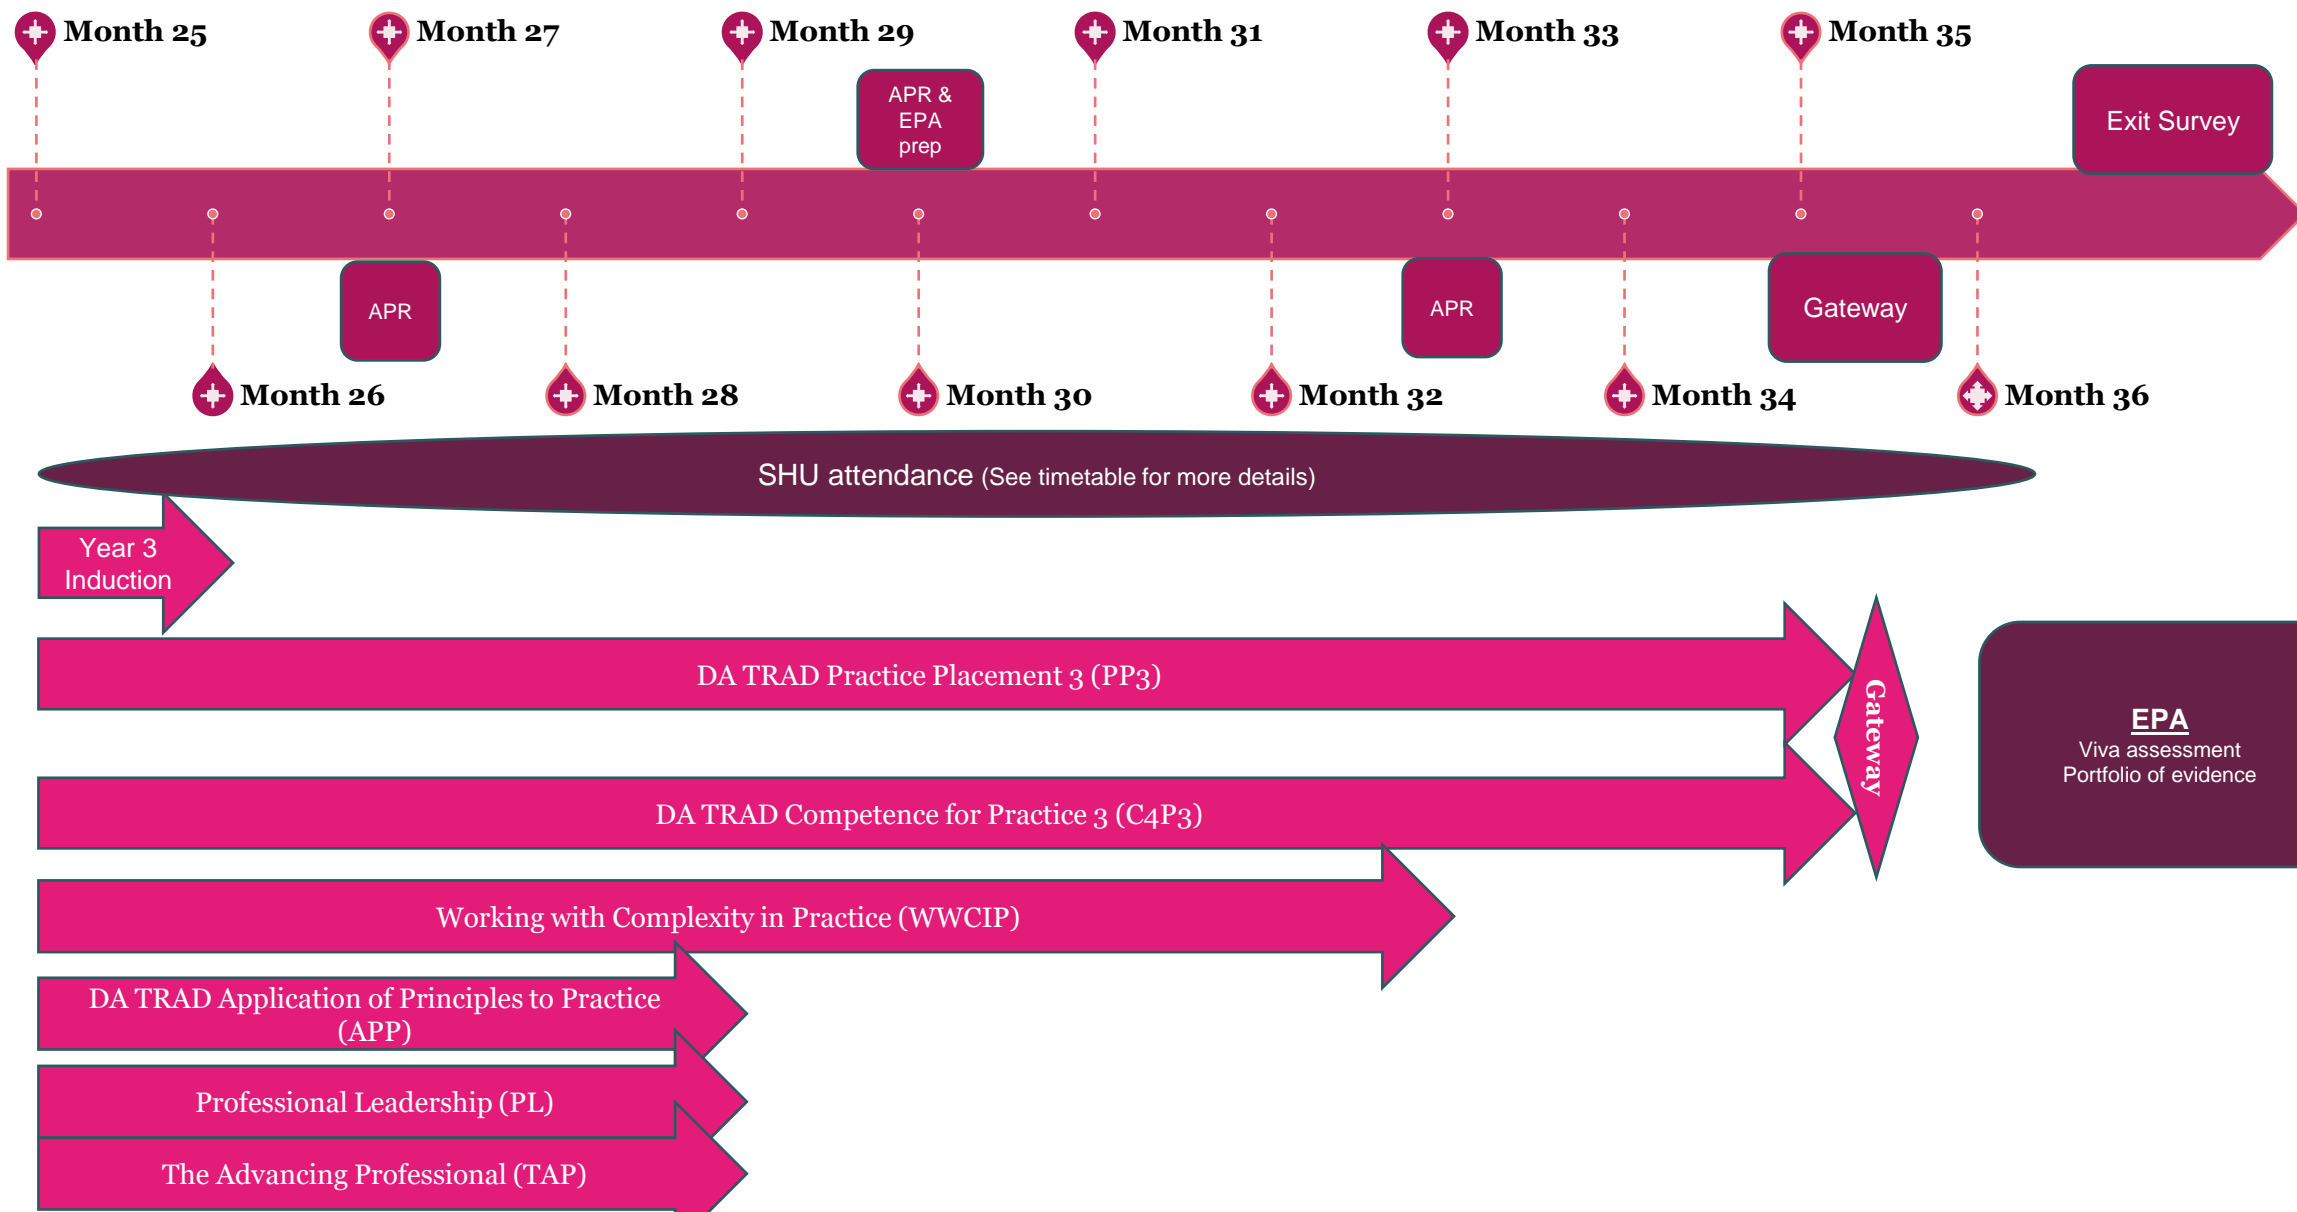 Month 25
Month 27
Month 29
Month 31
Month 33
Month 35
APR &
EPA
prep
Exit Survey
APR
APR
Gateway
Month 26
Month 28
Month 30
Month 32
Month 34
Month 36
SHU attendance (See timetable for more details)
Year 3
Induction
DA TRAD Practice Placement 3 (PP3)
Gateway
EPA
Viva assessment
Portfolio of evidence
DA TRAD Competence for Practice 3 (C4P3)
Working with Complexity in Practice (WWCIP)
DA TRAD Application of Principles to Practice
(APP)
Professional Leadership (PL)
The Advancing Professional (TAP)